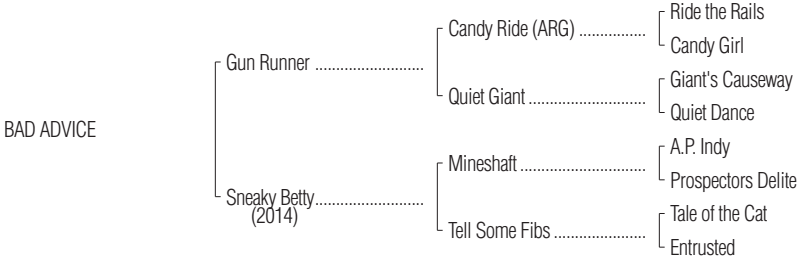 Ride the Rails
Candy Ride (ARG) ................
Candy Girl
Gun Runner ..........................
Giant's Causeway
Quiet Giant ............................
Quiet Dance
BAD ADVICE
A.P. Indy
Mineshaft ..............................
Prospectors Delite
Sneaky Betty..........................
(2014)
Tale of the Cat
Tell Some Fibs ......................
Entrusted